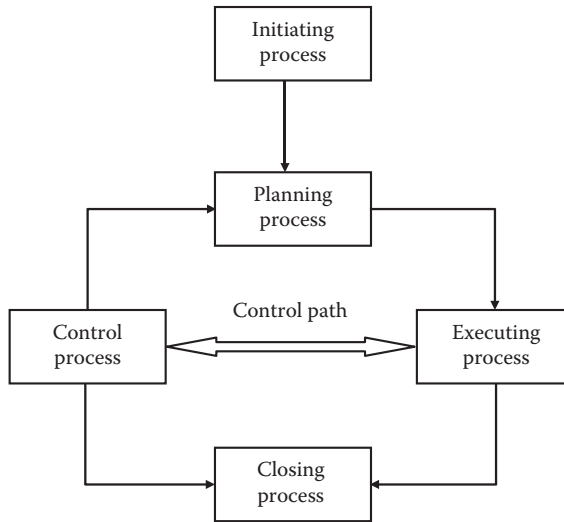 Initiating
process
Planning
process
Control path
Control
process
Executing
process
Closing
process